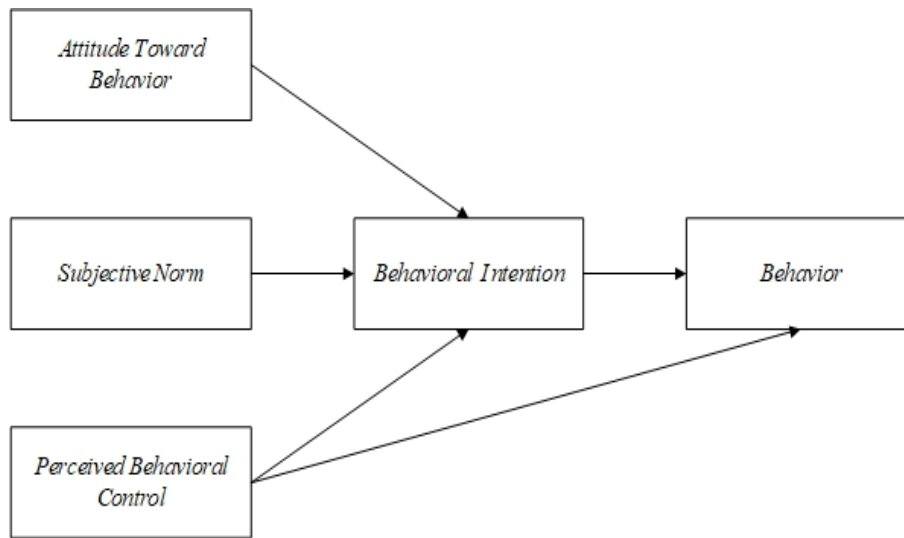 Attitude Toward
Behavior
Subjective Norm
Behavioral Intention
Behavior
Perceived Behavioral
Control